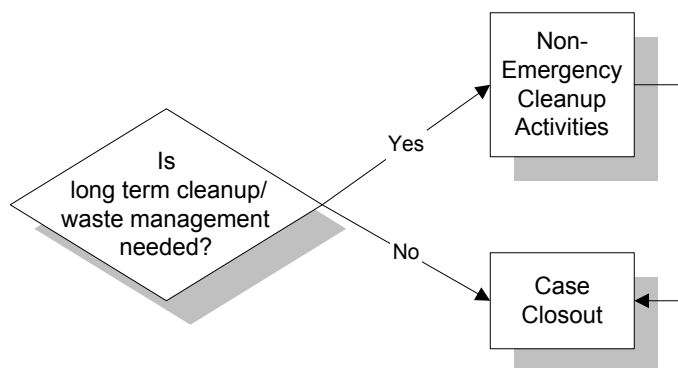 Is
long term cleanup/
waste management
needed?
Yes
No
Non-
Emergency
Cleanup
Activities
Case
Closout